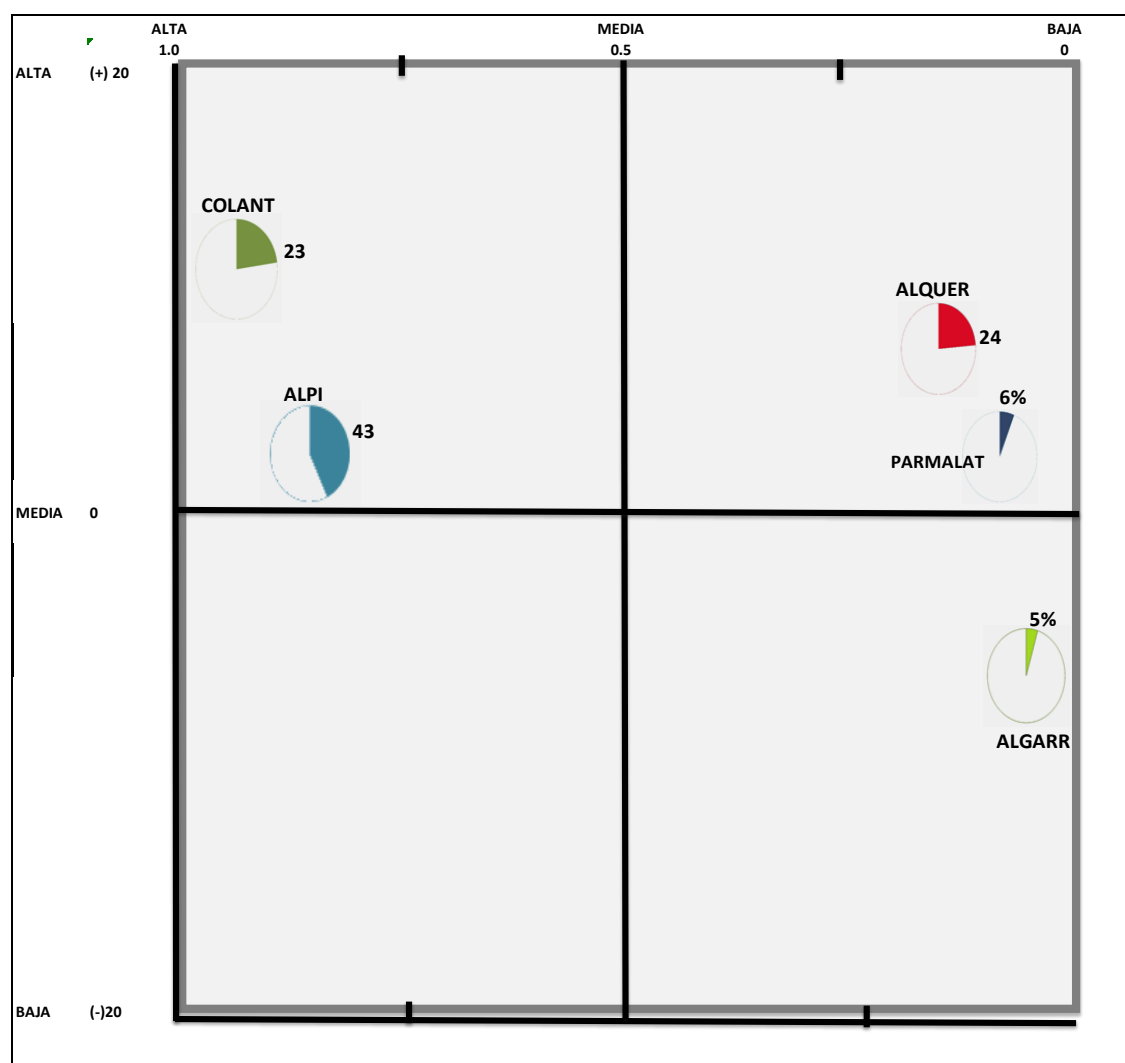 ALTA MEDIA BAJA
1.0 0.5 0
ALTA (+) 20
COLANT
23
ALQUER
24
ALPI
43
6%
PARMALAT
MEDIA 0
5%
ALGARR
BAJA (-)20